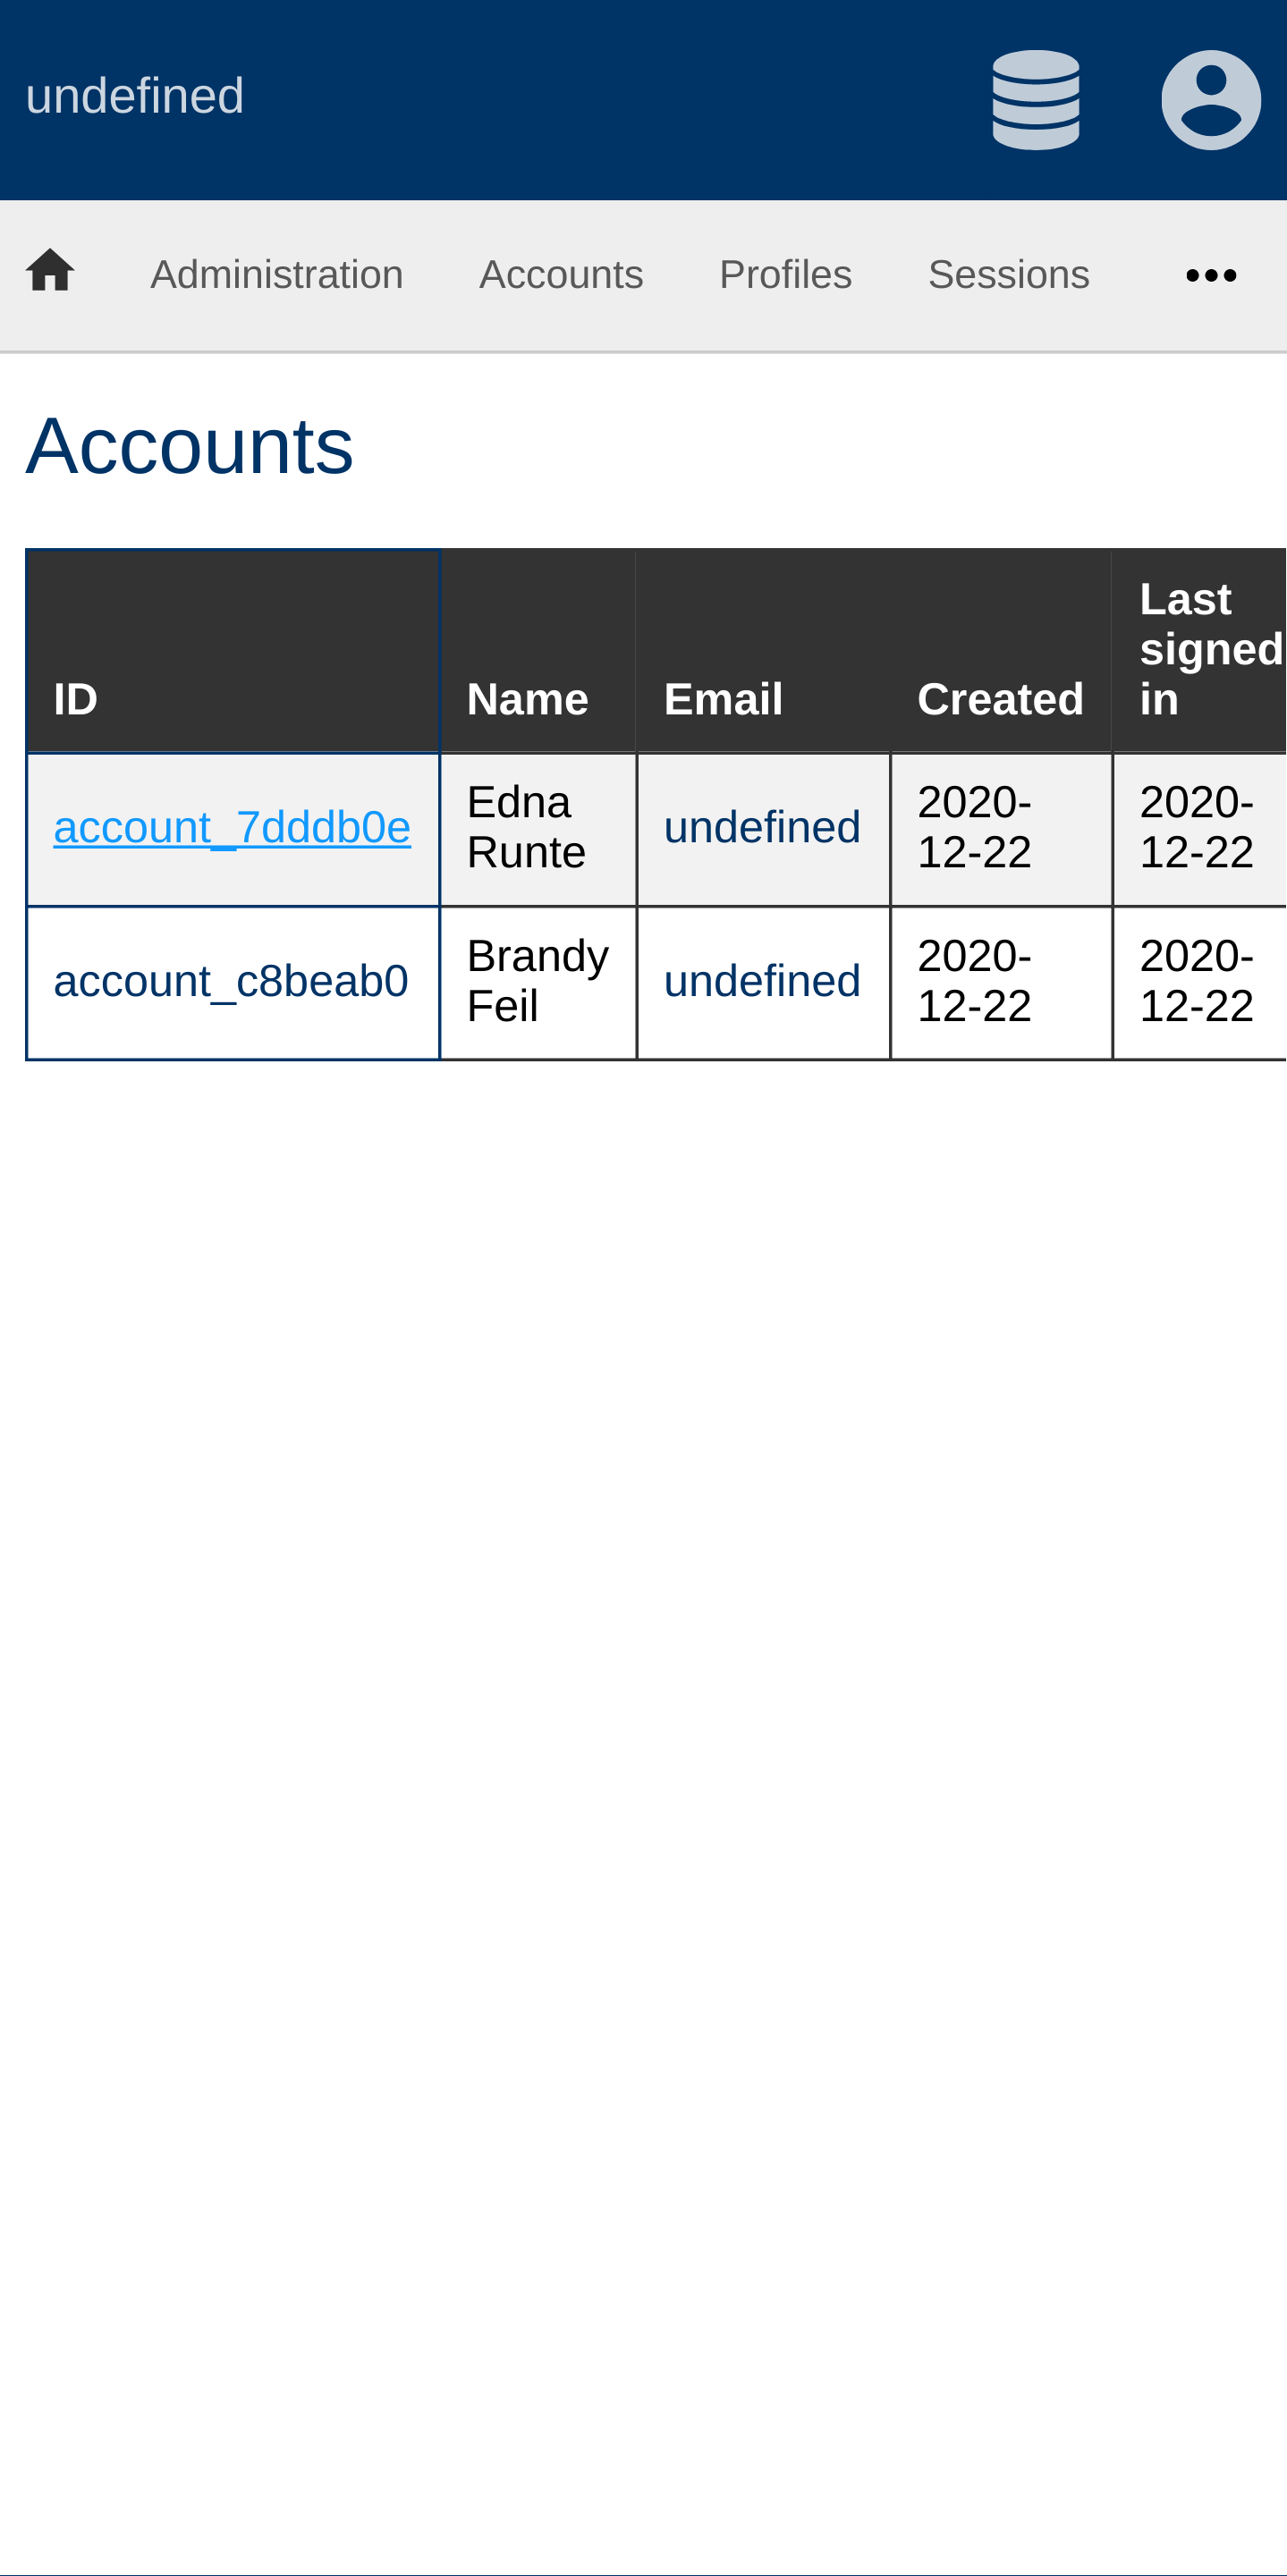 undefined
Administration Accounts Profiles Sessions •••
Accounts
ID Name Email Created Last signed in
account_7dddb0e Edna Runte undefined 2020-12-22 2020-12-22
account_c8beab0 Brandy Feil undefined 2020-12-22 2020-12-22